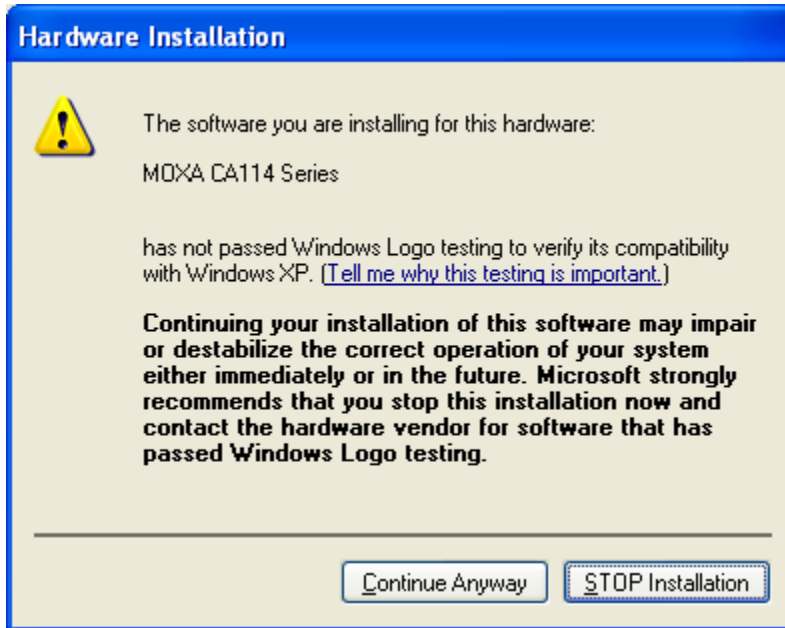 Hardware Installation
The software you are installing for this hardware:
MOXA CA114 Series
has not passed Windows Logo testing to verify its compatibility
with Windows XP. (Tell me why this testing is important.)
Continuing your installation of this software may impair
or destabilize the correct operation of your system
either immediately or in the future. Microsoft strongly
recommends that you stop this installation now and
contact the hardware vendor for software that has
passed Windows Logo testing.
Continue Anyway
STOP Installation